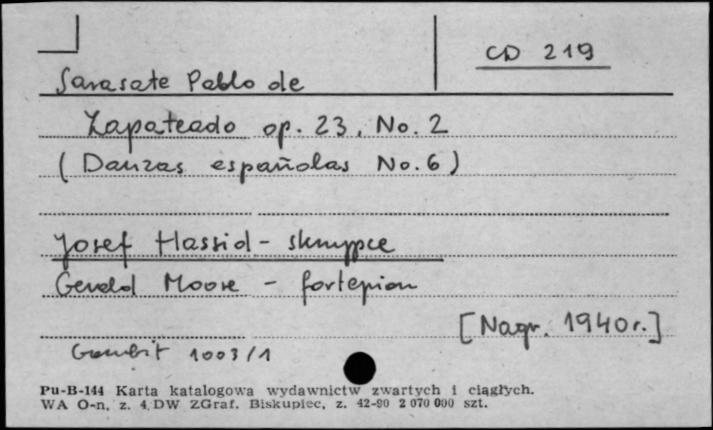 CD 219
Sarasate Pablo de
Zapateado op. 23, No. 2
(Danzas españolas No. 6)
Josef Hassid - skrzypce
Gerald Moore - fortepian
[Nagr. 1940 r.]
Gambit 1003/1
Pu-B-144 Karta katalogowa wydawnictw zwartych i ciągłych.
WA O-n, z. 4 DW ZGraf. Biskupiec, z. 42-90 2 070 000 szt.